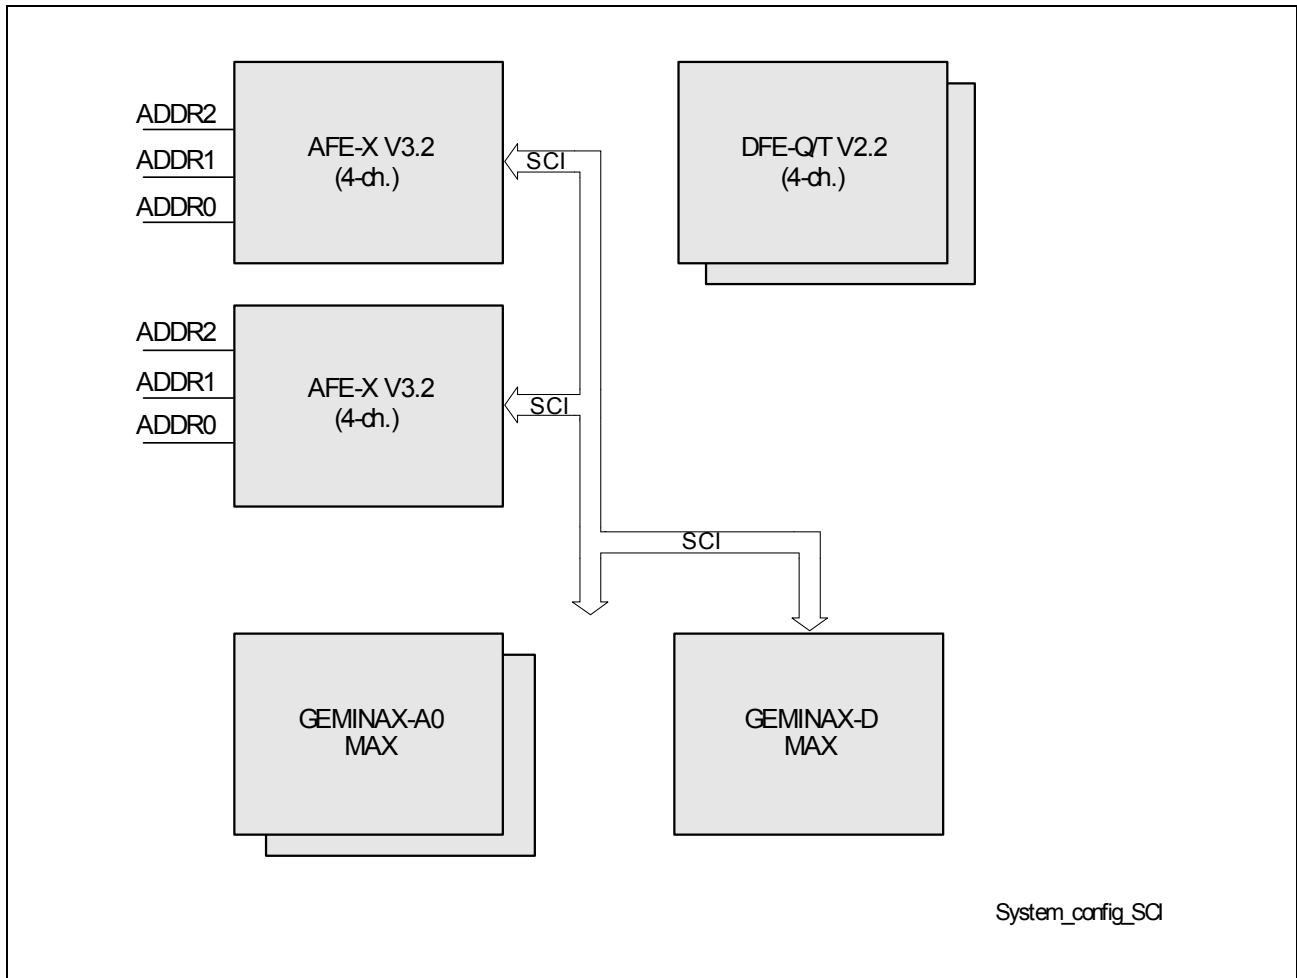 ADDR2
ADDR1
ADDR0
AFE-X V3.2
(4-ch.)
SCI
DFE-Q/T V2.2
(4-ch.)
ADDR2
ADDR1
ADDR0
AFE-X V3.2
(4-ch.)
SCI
SCI
GEMINAX-A0
MAX
GEMINAX-D
MAX
System_config_SCI